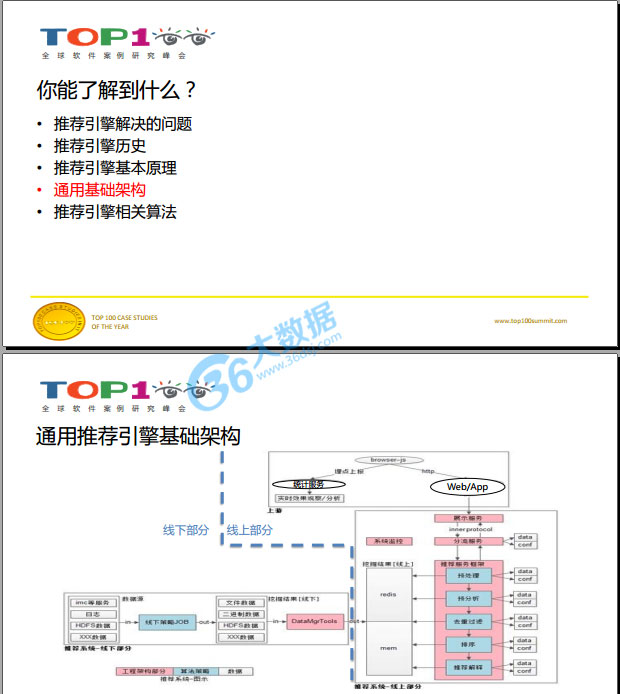 TOP100
全球软件案例研究峰会
你能了解到什么？
• 推荐引擎解决的问题
• 推荐引擎历史
• 推荐引擎基本原理
• 通用基础架构
• 推荐引擎相关算法
TOP 100 CASE STUDIES
OF THE YEAR
www.top100summit.com
36大数据
www.36dsj.com
TOP100
全球软件案例研究峰会
通用推荐引擎基础架构
browser-js
埋点上报
http
统计服务
Web/App
实时效果观察/分析
上游
线下部分
线上部分
展示服务
innerprotocol
系统监控
分流服务
data
conf
挖掘结果[线上]
推荐服务框架
预处理
data
conf
redis
预分析
data
conf
去重过滤
data
conf
mem
排序
data
conf
推荐解释
data
conf
推荐系统-线上部分
数据源
挖掘结果[线下]
imc等服务
日志
HDFS数据
XXX数据
in
线下策略JOB
out
文件数据
二进制数据
HDFS数据
XXX数据
in
DataMgrTools
out
推荐系统-线下部分
工程架构部分
算法策略
数据
推荐系统-图示